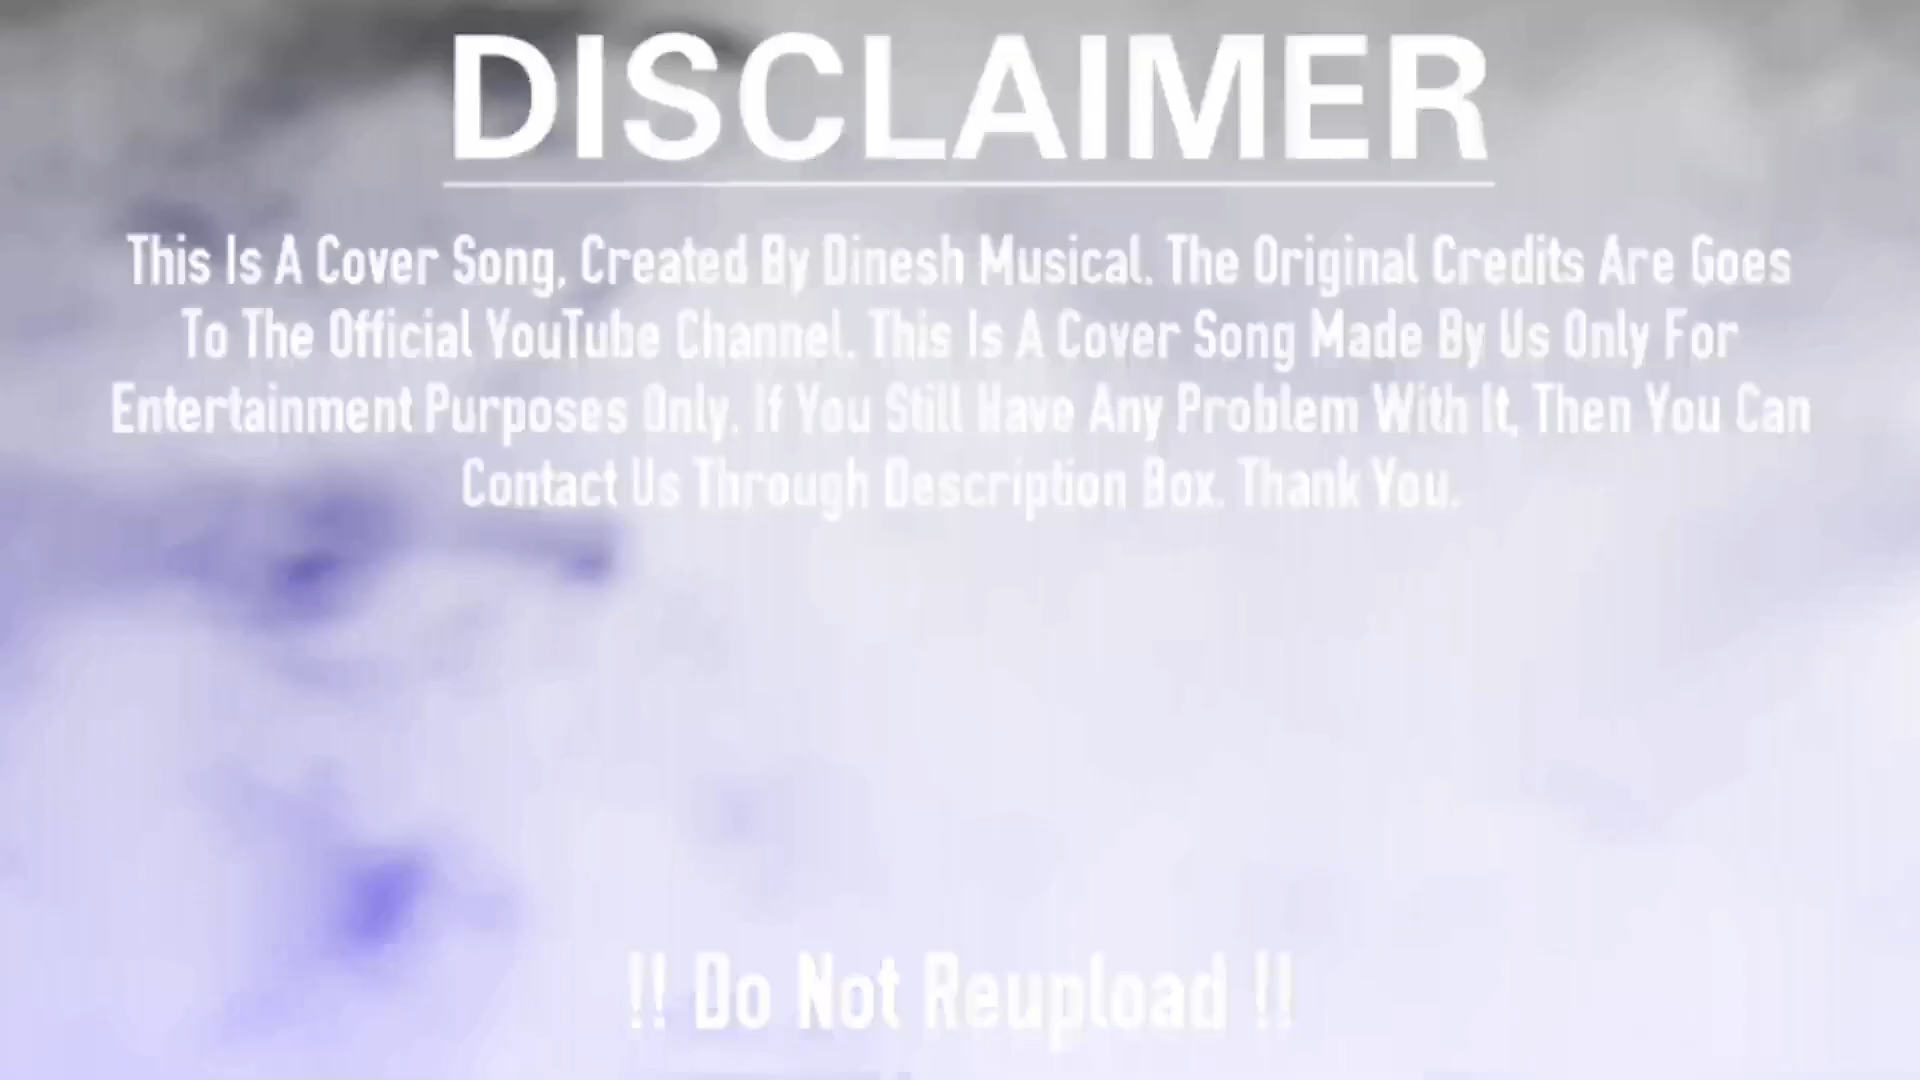 DISCLAIMER
This Is A Cover Song, Created By Dinesh Musical. The Original Credits Are Goes
To The Official YouTube Channel. This Is A Cover Song Made By Us Only For
Entertainment Purposes Only. If You Still Have Any Problem With It, Then You Can
Contact Us Through Description Box. Thank You.
!! Do Not Reupload !!